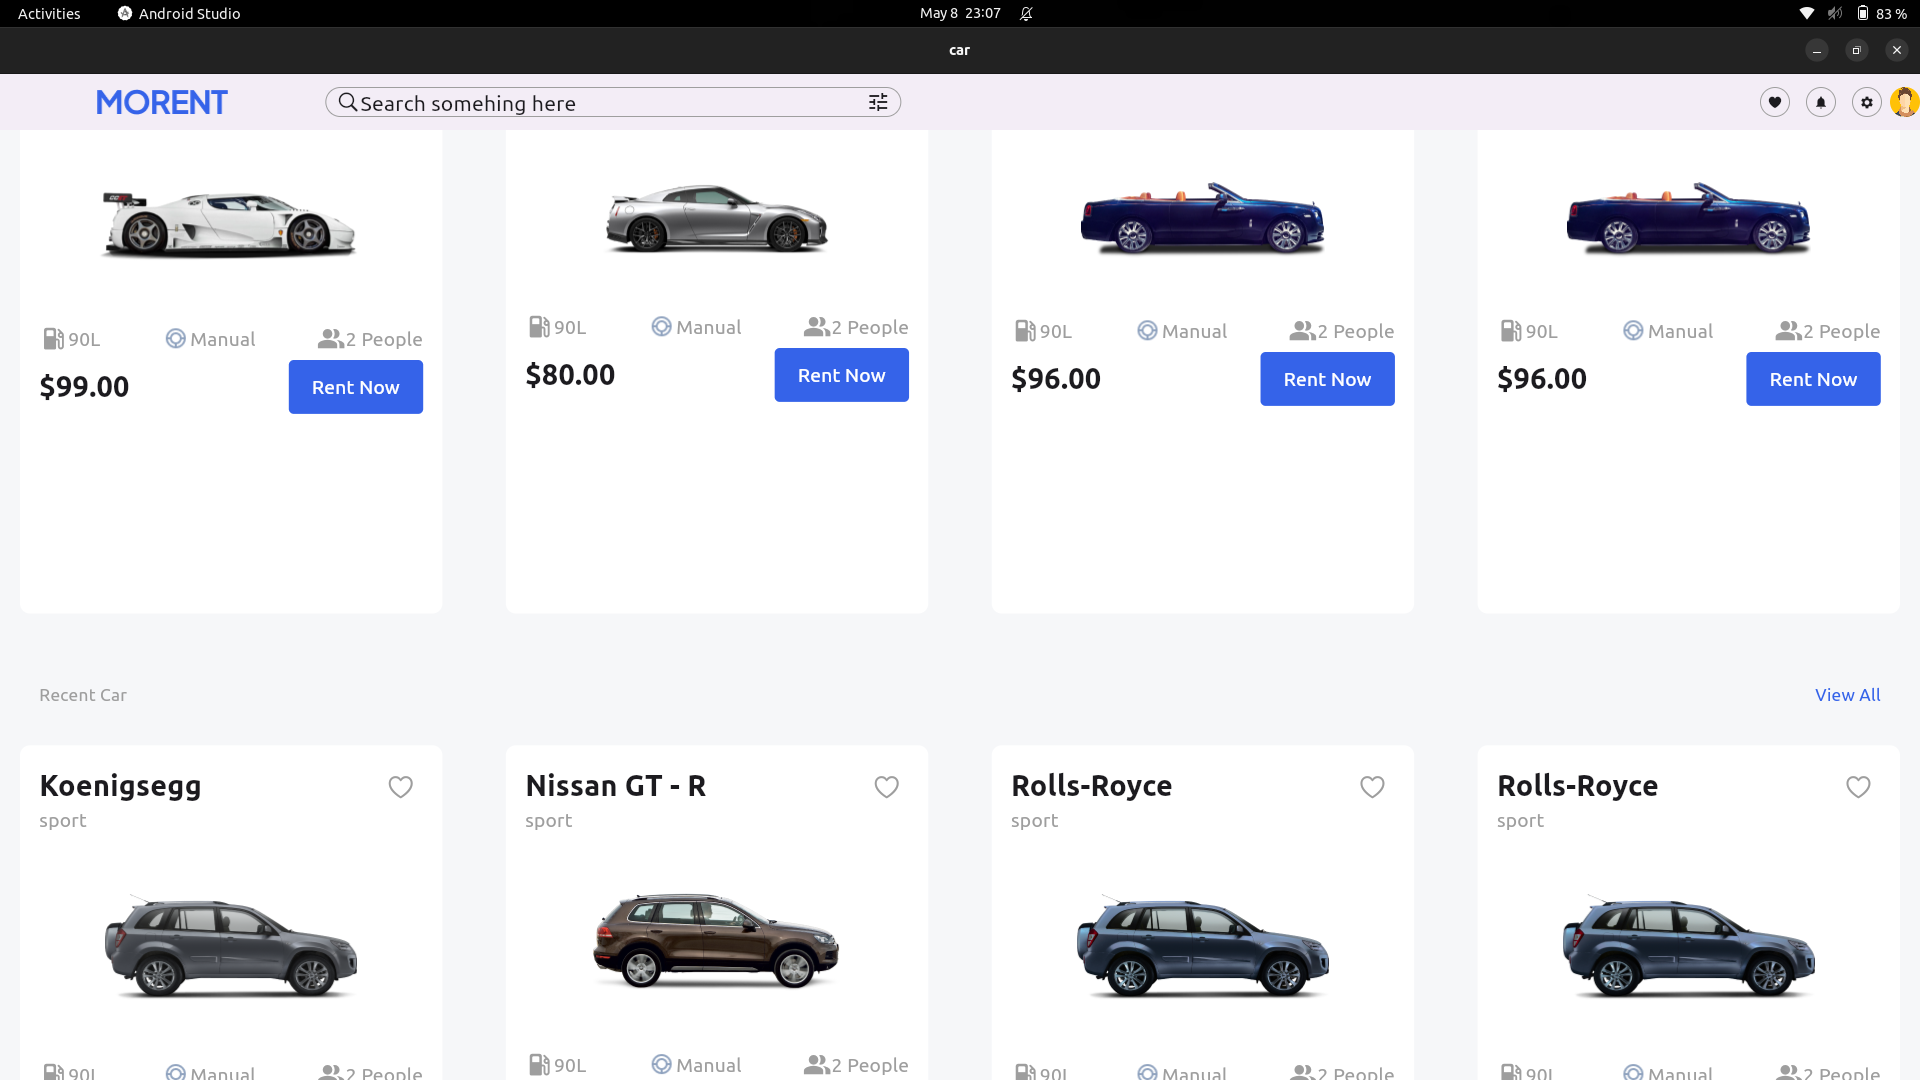 Activities Android Studio May 8 23:07 83 %
car
MORENT Search somehing here
90L Manual 2 People 90L Manual 2 People 90L Manual 2 People 90L Manual 2 People
$99.00 Rent Now $80.00 Rent Now $96.00 Rent Now $96.00 Rent Now
Recent Car View All
Koenigsegg Nissan GT - R Rolls-Royce Rolls-Royce
sport sport sport sport
90L Manual 2 People 90L Manual 2 People 90L Manual 2 People 90L Manual 2 People